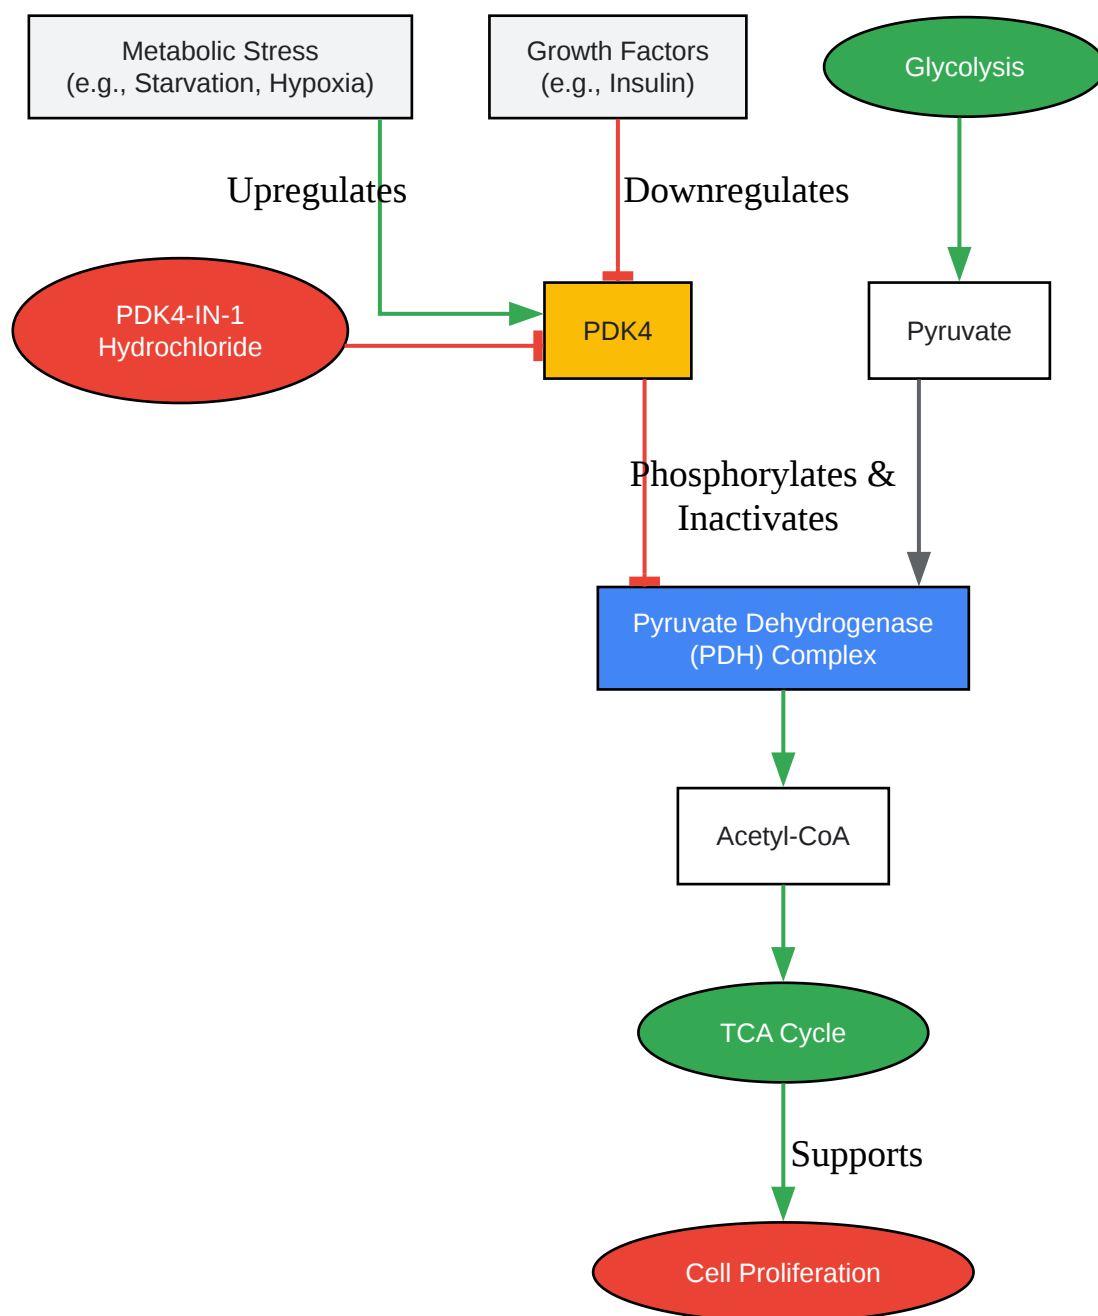 Metabolic Stress
(e.g., Starvation, Hypoxia)
Growth Factors
(e.g., Insulin)
Glycolysis
Upregulates
Downregulates
PDK4-IN-1
Hydrochloride
PDK4
Pyruvate
Phosphorylates &
Inactivates
Pyruvate Dehydrogenase
(PDH) Complex
Acetyl-CoA
TCA Cycle
Supports
Cell Proliferation